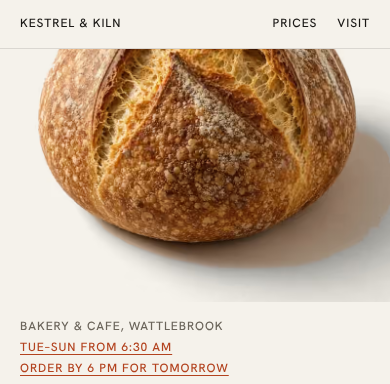 KESTREL & KILN
PRICES VISIT
BAKERY & CAFE, WATTLEBROOK
TUE–SUN FROM 6:30 AM
ORDER BY 6 PM FOR TOMORROW